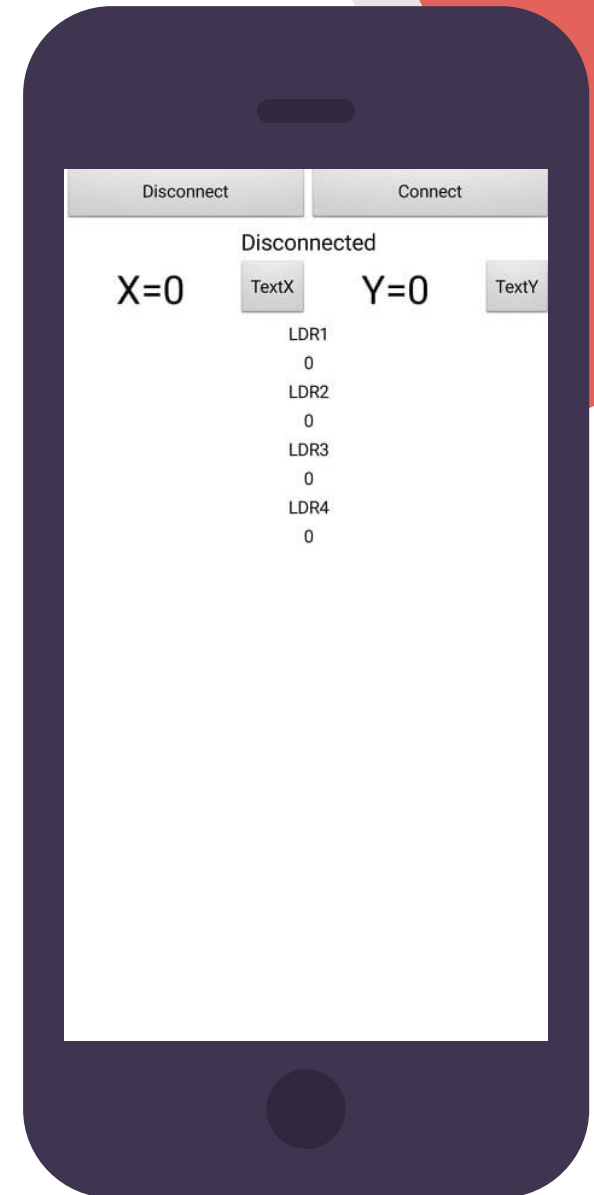 Disconnect Connect
Disconnected
X=0 TextX Y=0 TextY
LDR1
0
LDR2
0
LDR3
0
LDR4
0